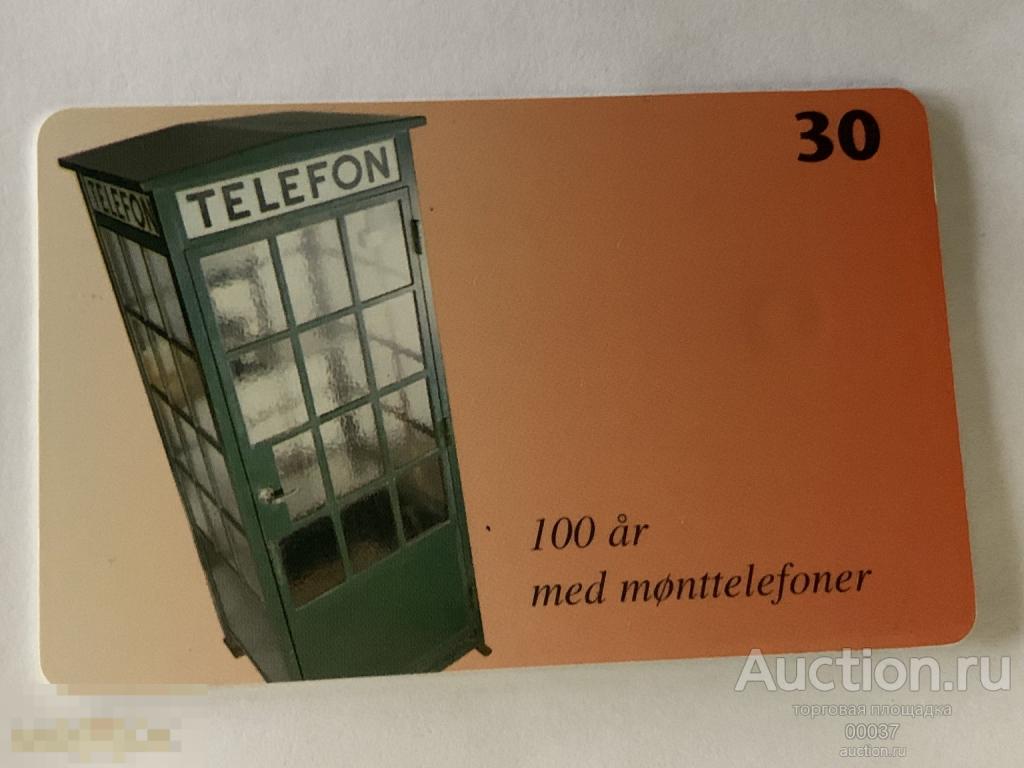 30
TELEFON
TELEFON
100 år
med mønttelefoner
Auction.ru
торговая площадка
00037
auction.ru